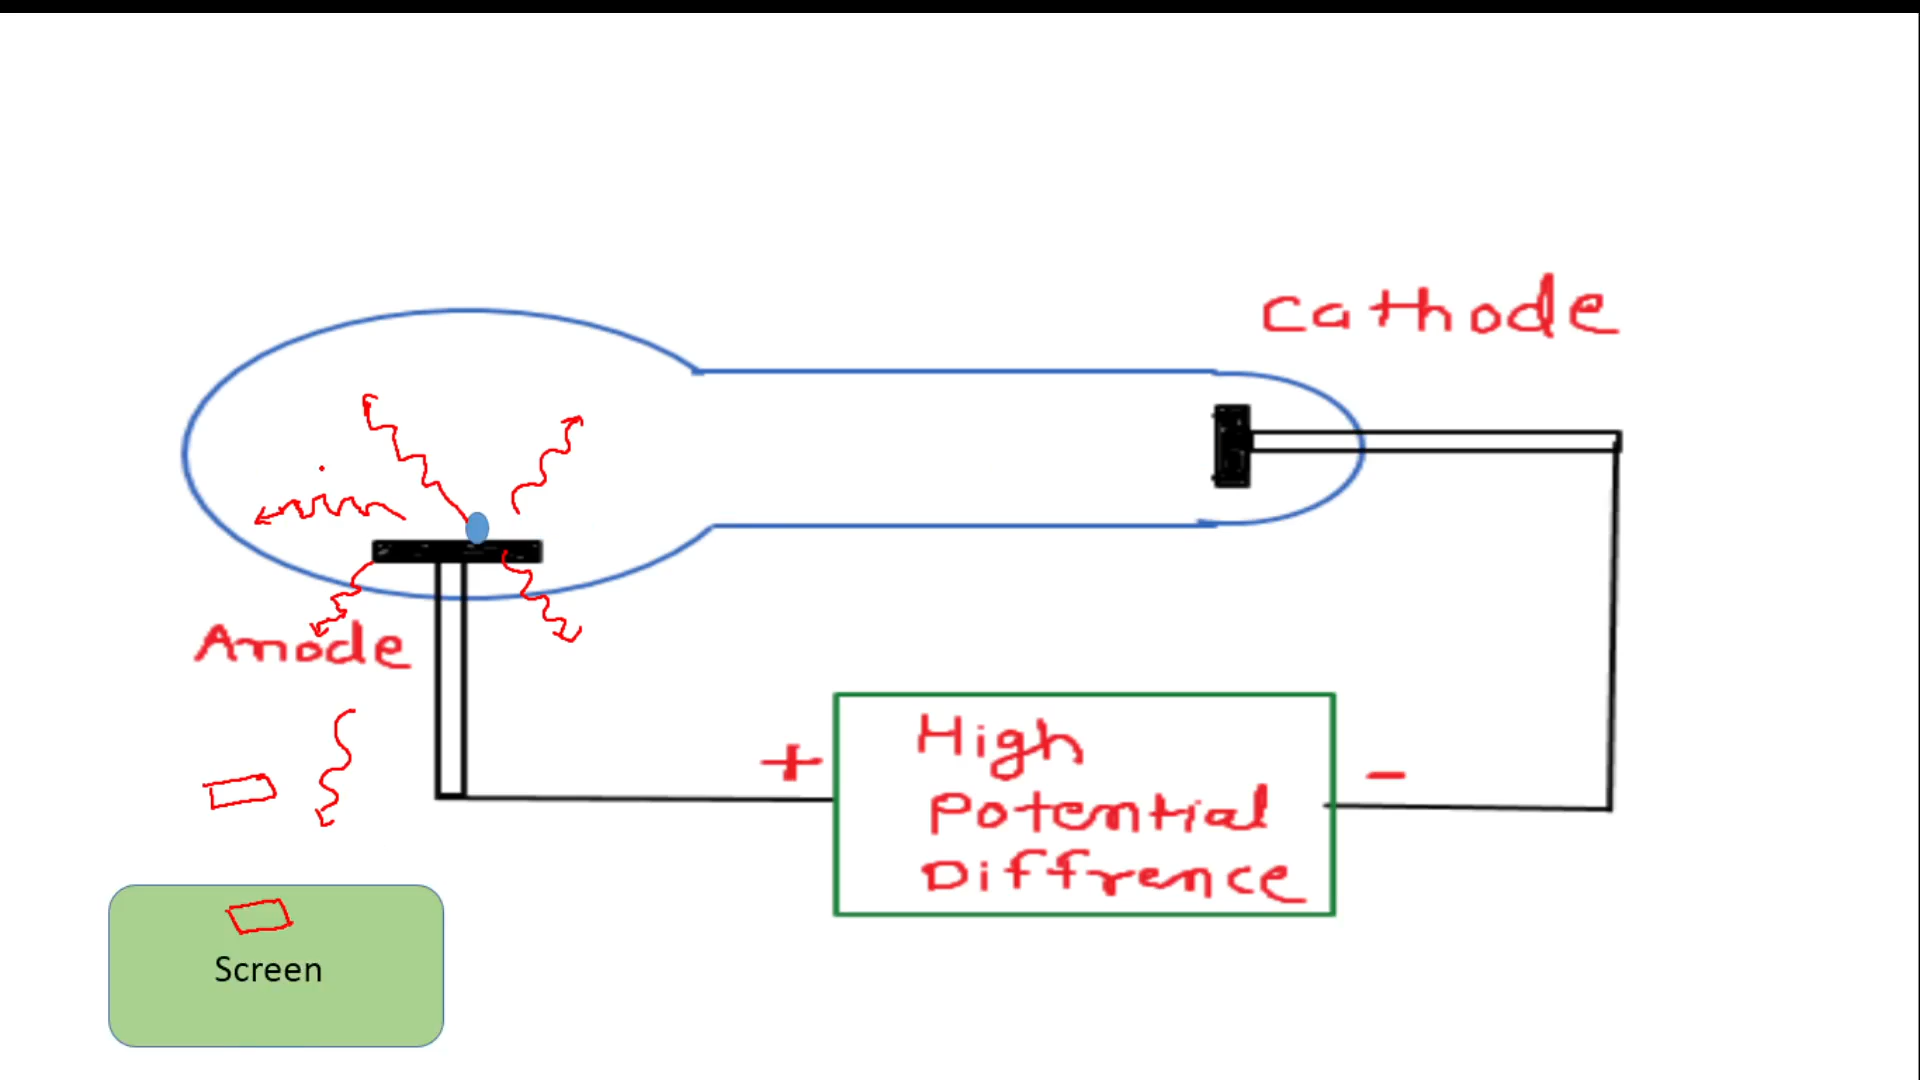 Cathode
Anode
+
High
Potential
Diffrence
-
Screen